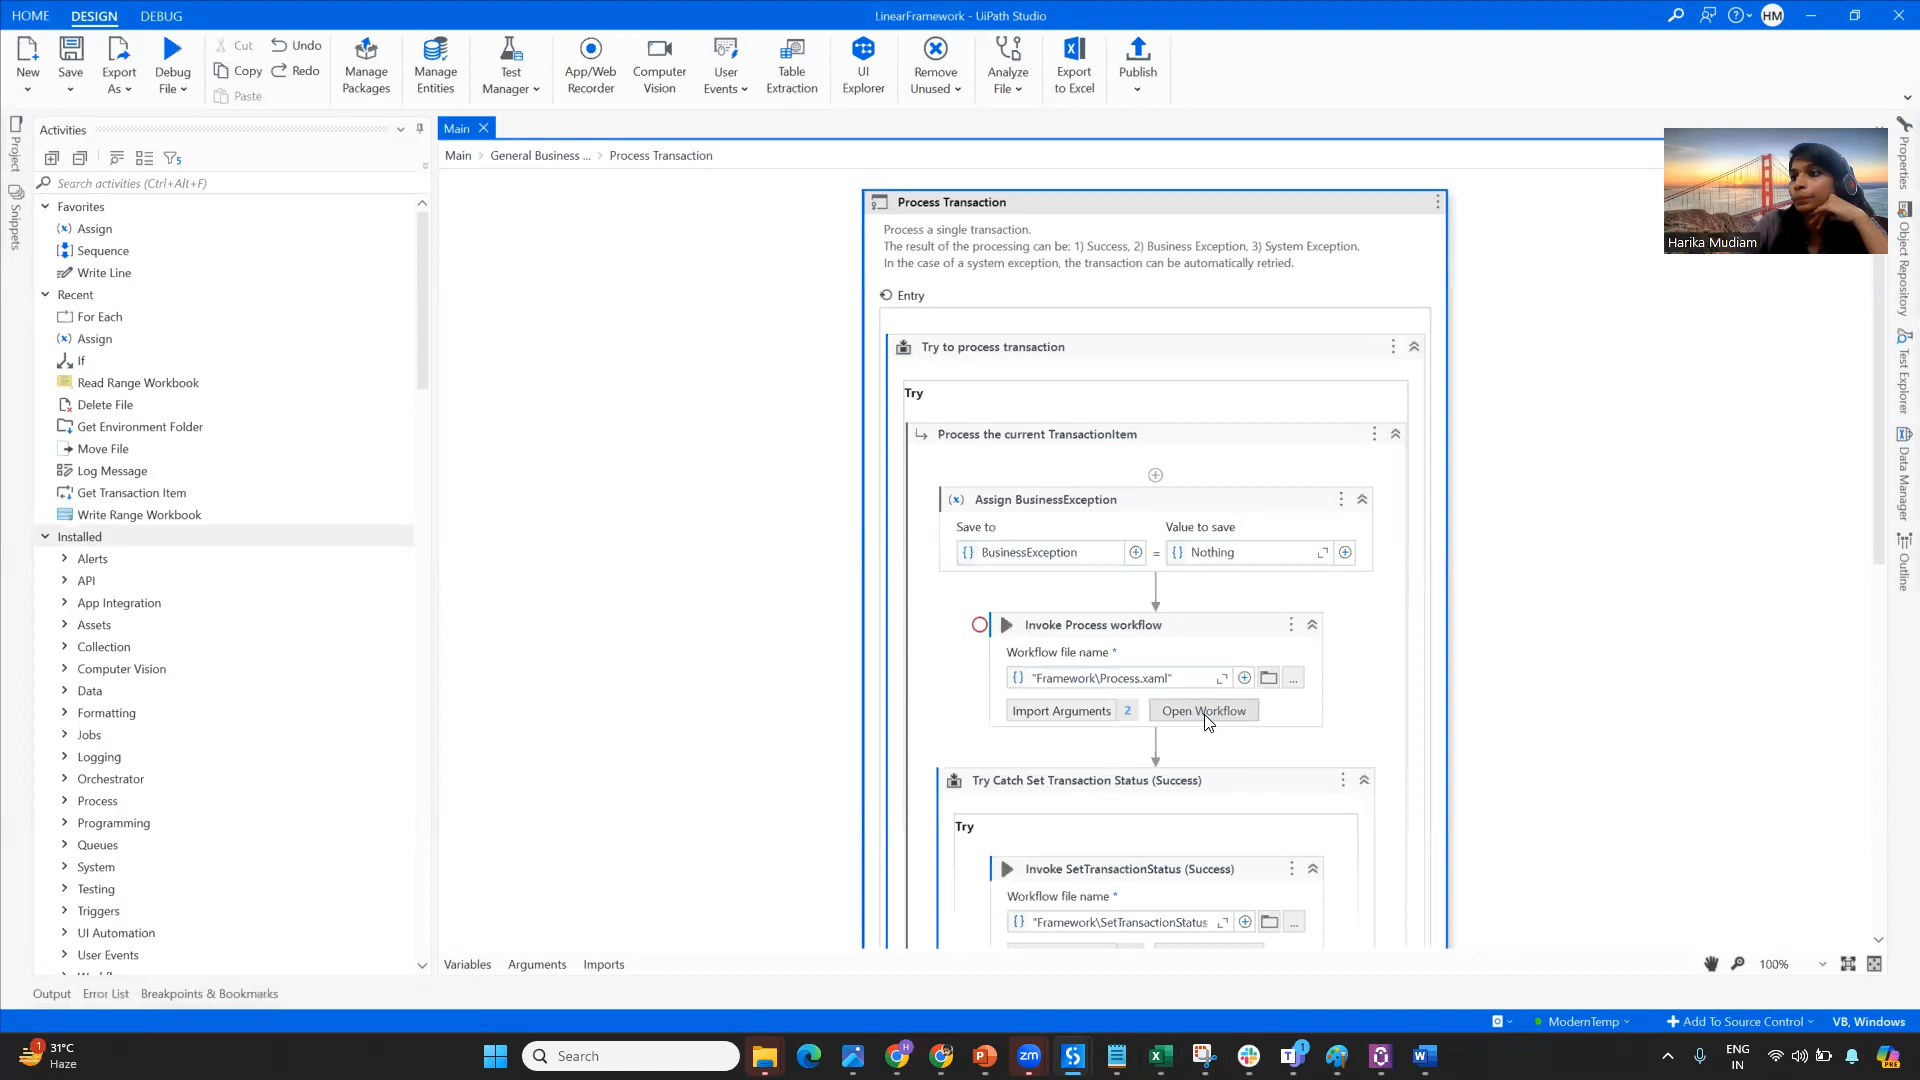 HOME DESIGN DEBUG LinearFramework - UiPath Studio HM
New Save Export As Debug File Cut Copy Paste Undo Redo Manage Packages Manage Entities Test Manager App/Web Recorder Computer Vision User Events Table Extraction UI Explorer Remove Unused Analyze File Export to Excel Publish
Activities
Search activities (Ctrl+Alt+F)
Favorites
Assign
Sequence
Write Line
Recent
For Each
Assign
If
Read Range Workbook
Delete File
Get Environment Folder
Move File
Log Message
Get Transaction Item
Write Range Workbook
Installed
Alerts
API
App Integration
Assets
Collection
Computer Vision
Data
Formatting
Jobs
Logging
Orchestrator
Process
Programming
Queues
System
Testing
Triggers
UI Automation
User Events
Project
Snippets
Main
Main > General Business ... > Process Transaction
Process Transaction
Process a single transaction.
The result of the processing can be: 1) Success, 2) Business Exception, 3) System Exception.
In the case of a system exception, the transaction can be automatically retried.
Entry
Try to process transaction
Try
Process the current TransactionItem
Assign BusinessException
Save to Value to save
BusinessException = Nothing
Invoke Process workflow
Workflow file name *
"Framework\Process.xaml" ...
Import Arguments 2 Open Workflow
Try Catch Set Transaction Status (Success)
Try
Invoke SetTransactionStatus (Success)
Workflow file name *
"Framework\SetTransactionStatus ...
Harika Mudiam
Properties
Object Repository
Test Explorer
Data Manager
Outline
Variables Arguments Imports 100%
Output Error List Breakpoints & Bookmarks
ModernTemp Add To Source Control VB, Windows
1 31°C
Haze
Search
H
zm
1
ENG
IN
PRE